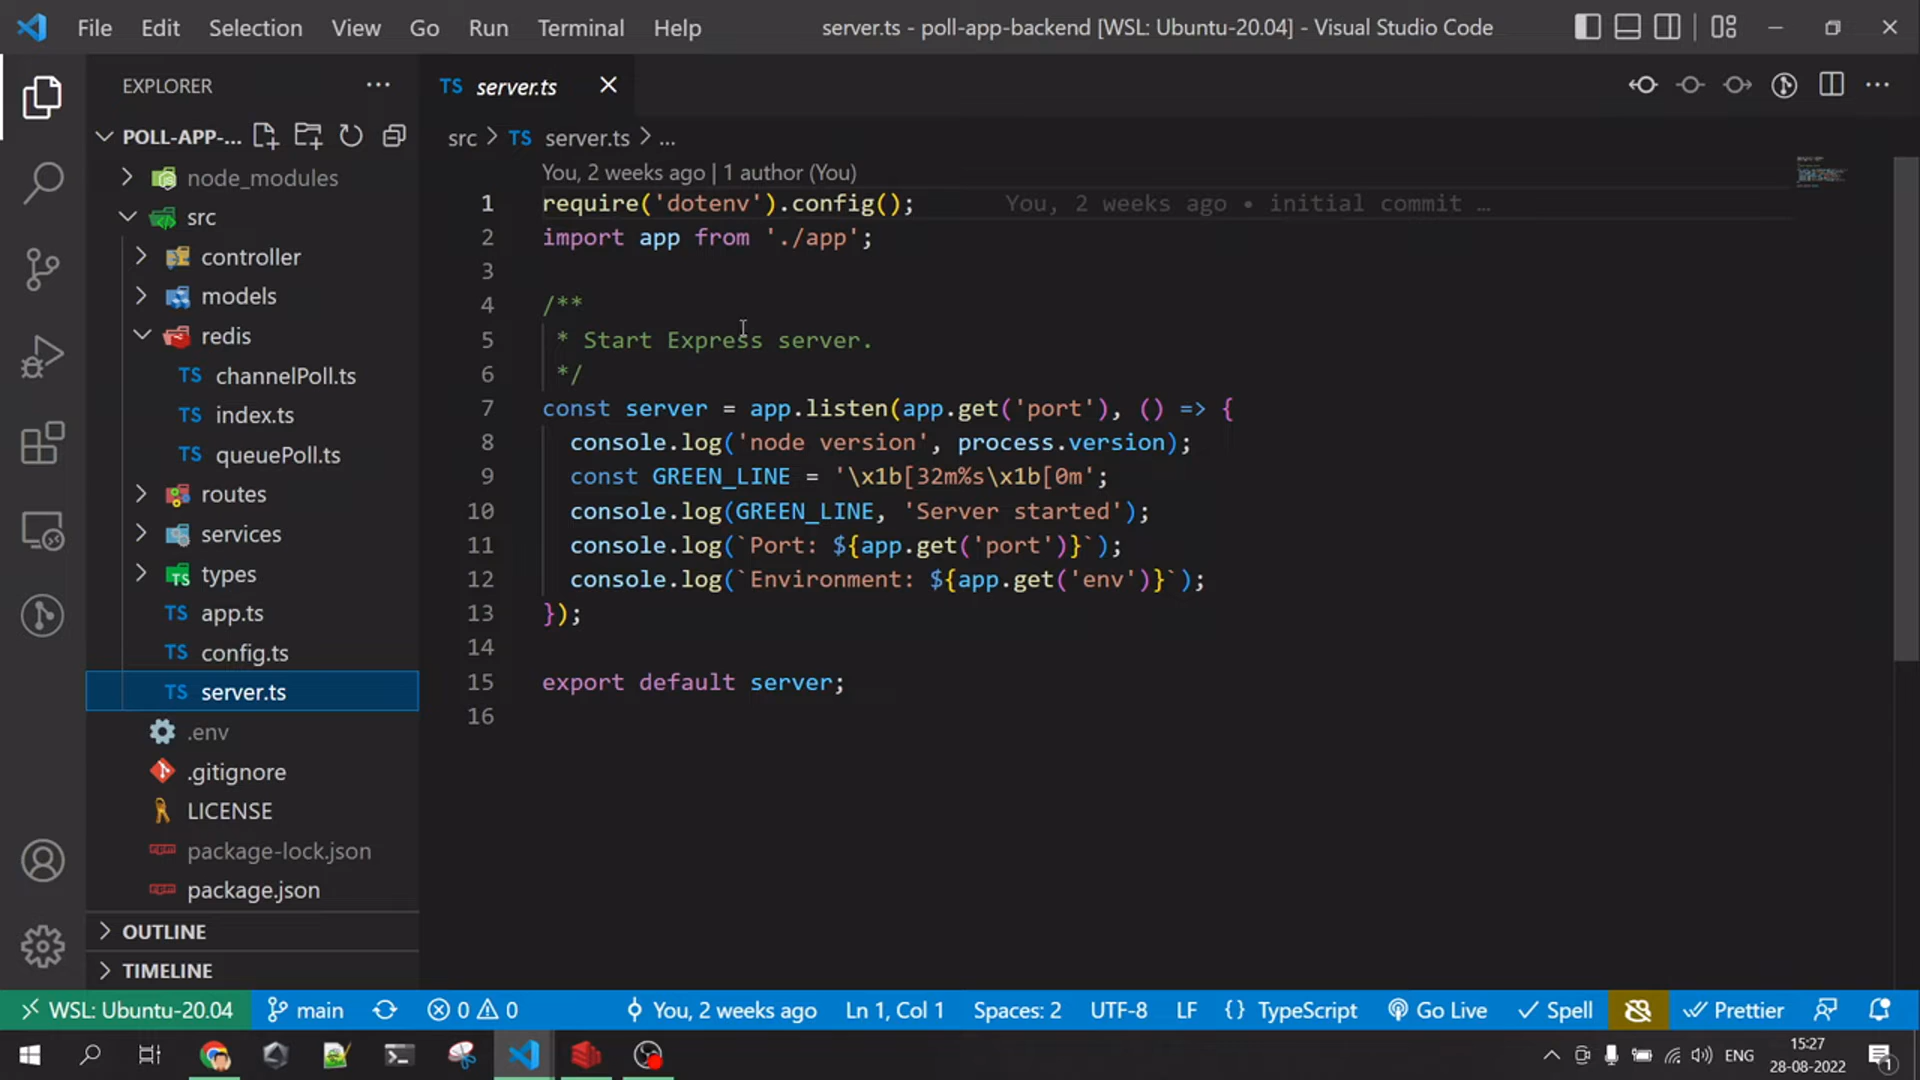 File Edit Selection View Go Run Terminal Help
server.ts - poll-app-backend [WSL: Ubuntu-20.04] - Visual Studio Code
EXPLORER
POLL-APP-...
node_modules
src
controller
models
redis
TS channelPoll.ts
TS index.ts
TS queuePoll.ts
routes
services
types
TS app.ts
TS config.ts
TS server.ts
.env
.gitignore
LICENSE
package-lock.json
package.json
OUTLINE
TIMELINE
TS server.ts
src > TS server.ts > ...
You, 2 weeks ago | 1 author (You)
1 require('dotenv').config(); You, 2 weeks ago • initial commit …
2 import app from './app';
3
4 /**
5 * Start Express server.
6 */
7 const server = app.listen(app.get('port'), () => {
8 console.log('node version', process.version);
9 const GREEN_LINE = '\x1b[32m%s\x1b[0m';
10 console.log(GREEN_LINE, 'Server started');
11 console.log(`Port: ${app.get('port')}`);
12 console.log(`Environment: ${app.get('env')}`);
13 });
14
15 export default server;
16
WSL: Ubuntu-20.04 main 0 0 You, 2 weeks ago Ln 1, Col 1 Spaces: 2 UTF-8 LF {} TypeScript Go Live Spell Prettier
ENG
15:27
28-08-2022
1